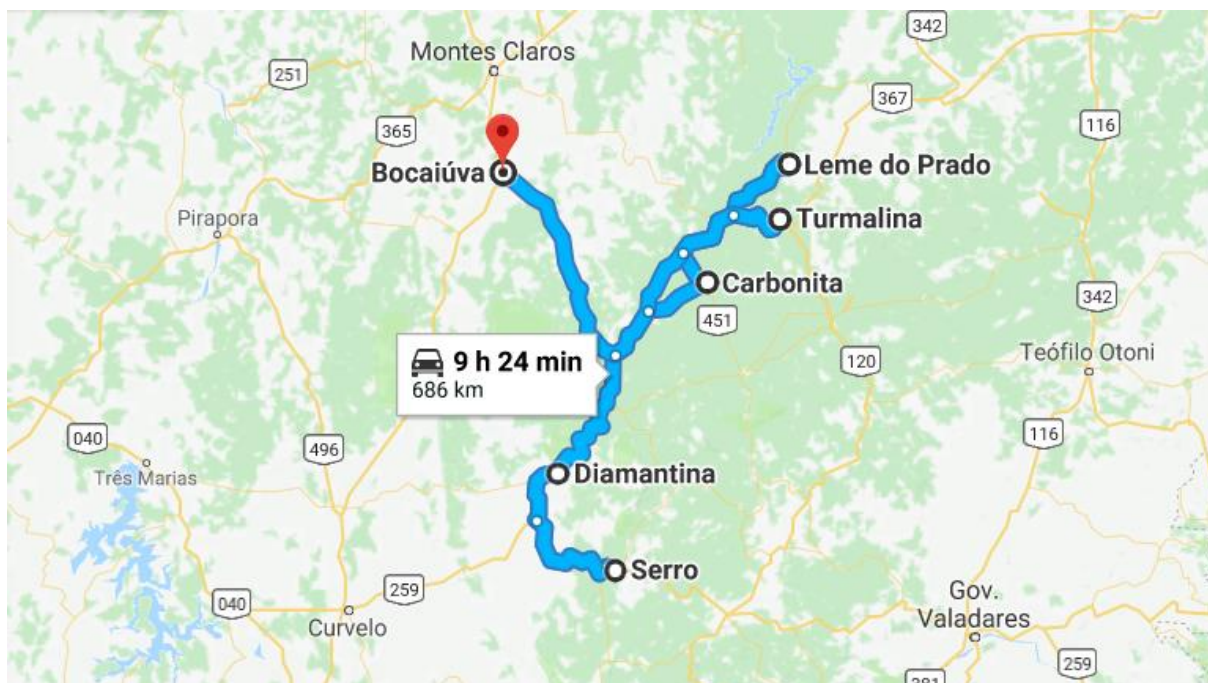 342
Montes Claros
251
367
365
116
Leme do Prado
Bocaiúva
Pirapora
Turmalina
Carbonita
342
451
9 h 24 min
686 km
Teófilo Otoni
120
040
496
116
Três Marias
Diamantina
Serro
259
040
Gov.
Valadares
Curvelo
259
381